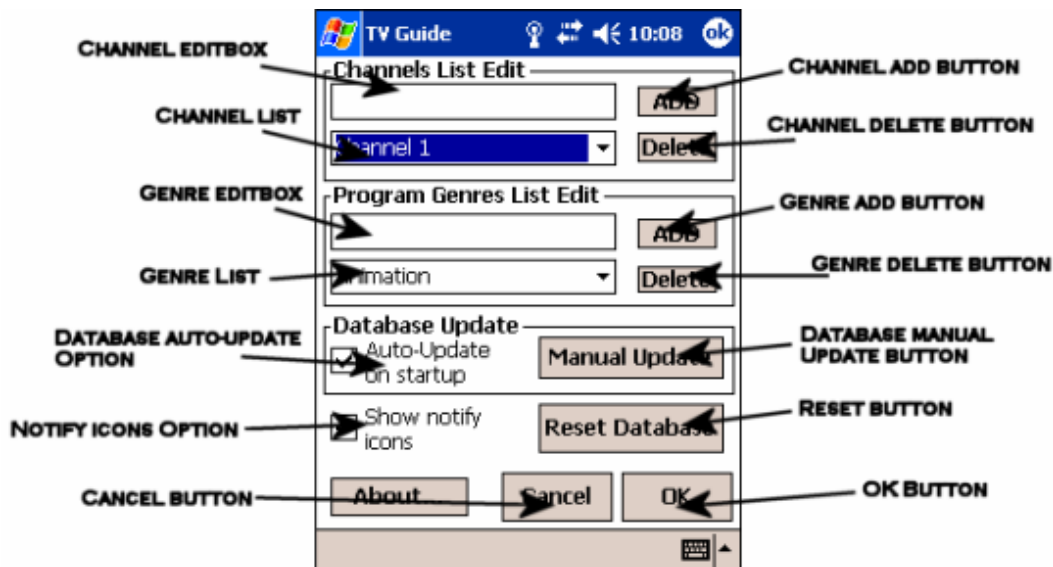 TV Guide 10:08 ok
CHANNEL EDITBOX
Channels List Edit
CHANNEL ADD BUTTON
ADD
CHANNEL LIST
Channel 1
Delete
CHANNEL DELETE BUTTON
GENRE EDITBOX
Program Genres List Edit
GENRE ADD BUTTON
ADD
GENRE LIST
Animation
Delete
GENRE DELETE BUTTON
DATABASE AUTO-UPDATE
OPTION
Database Update
Auto-Update
on startup
Manual Update
DATABASE MANUAL
UPDATE BUTTON
NOTIFY ICONS OPTION
Show notify
icons
Reset Database
RESET BUTTON
CANCEL BUTTON
About...
Cancel
OK
OK BUTTON